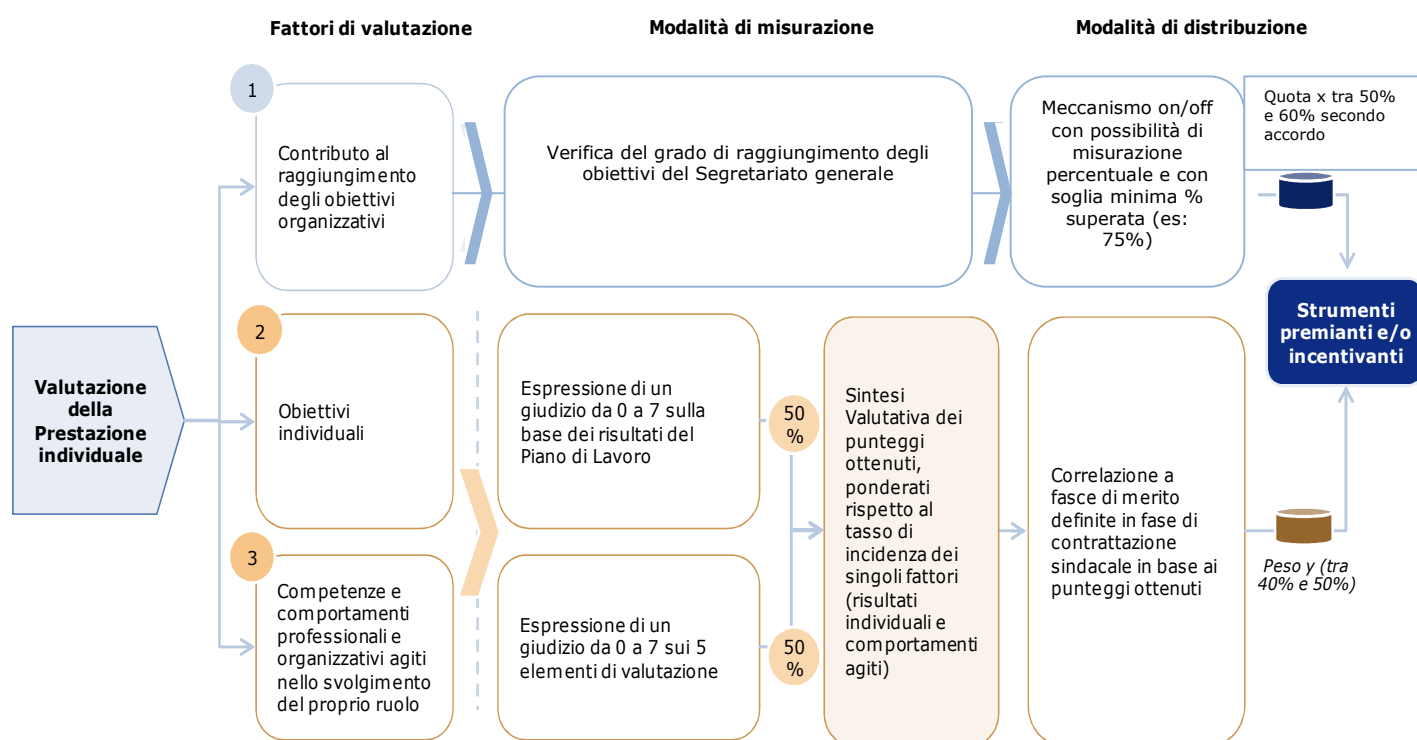 Fattori di valutazione
Modalità di misurazione
Modalità di distribuzione
1
Contributo al
raggiungimento
degli obiettivi
organizzativi
Verifica del grado di raggiungimento degli
obiettivi del Segretariato generale
Meccanismo on/off
con possibilità di
misurazione
percentuale e con
soglia minima %
superata (es:
75%)
Quota x tra 50%
e 60% secondo
accordo
Strumenti
premianti e/o
incentivanti
Valutazione
della
Prestazione
individuale
2
Obiettivi
individuali
Espressione di un
giudizio da 0 a 7 sulla
base dei risultati del
Piano di Lavoro
50
%
3
Competenze e
comportamenti
professionali e
organizzativi agiti
nello svolgimento
del proprio ruolo
Espressione di un
giudizio da 0 a 7 sui 5
elementi di valutazione
50
%
Sintesi
Valutativa dei
punteggi
ottenuti,
ponderati
rispetto al
tasso di
incidenza dei
singoli fattori
(risultati
individuali e
comportamenti
agiti)
Correlazione a
fasce di merito
definite in fase di
contrattazione
sindacale in base ai
punteggi ottenuti
Peso y (tra
40% e 50%)